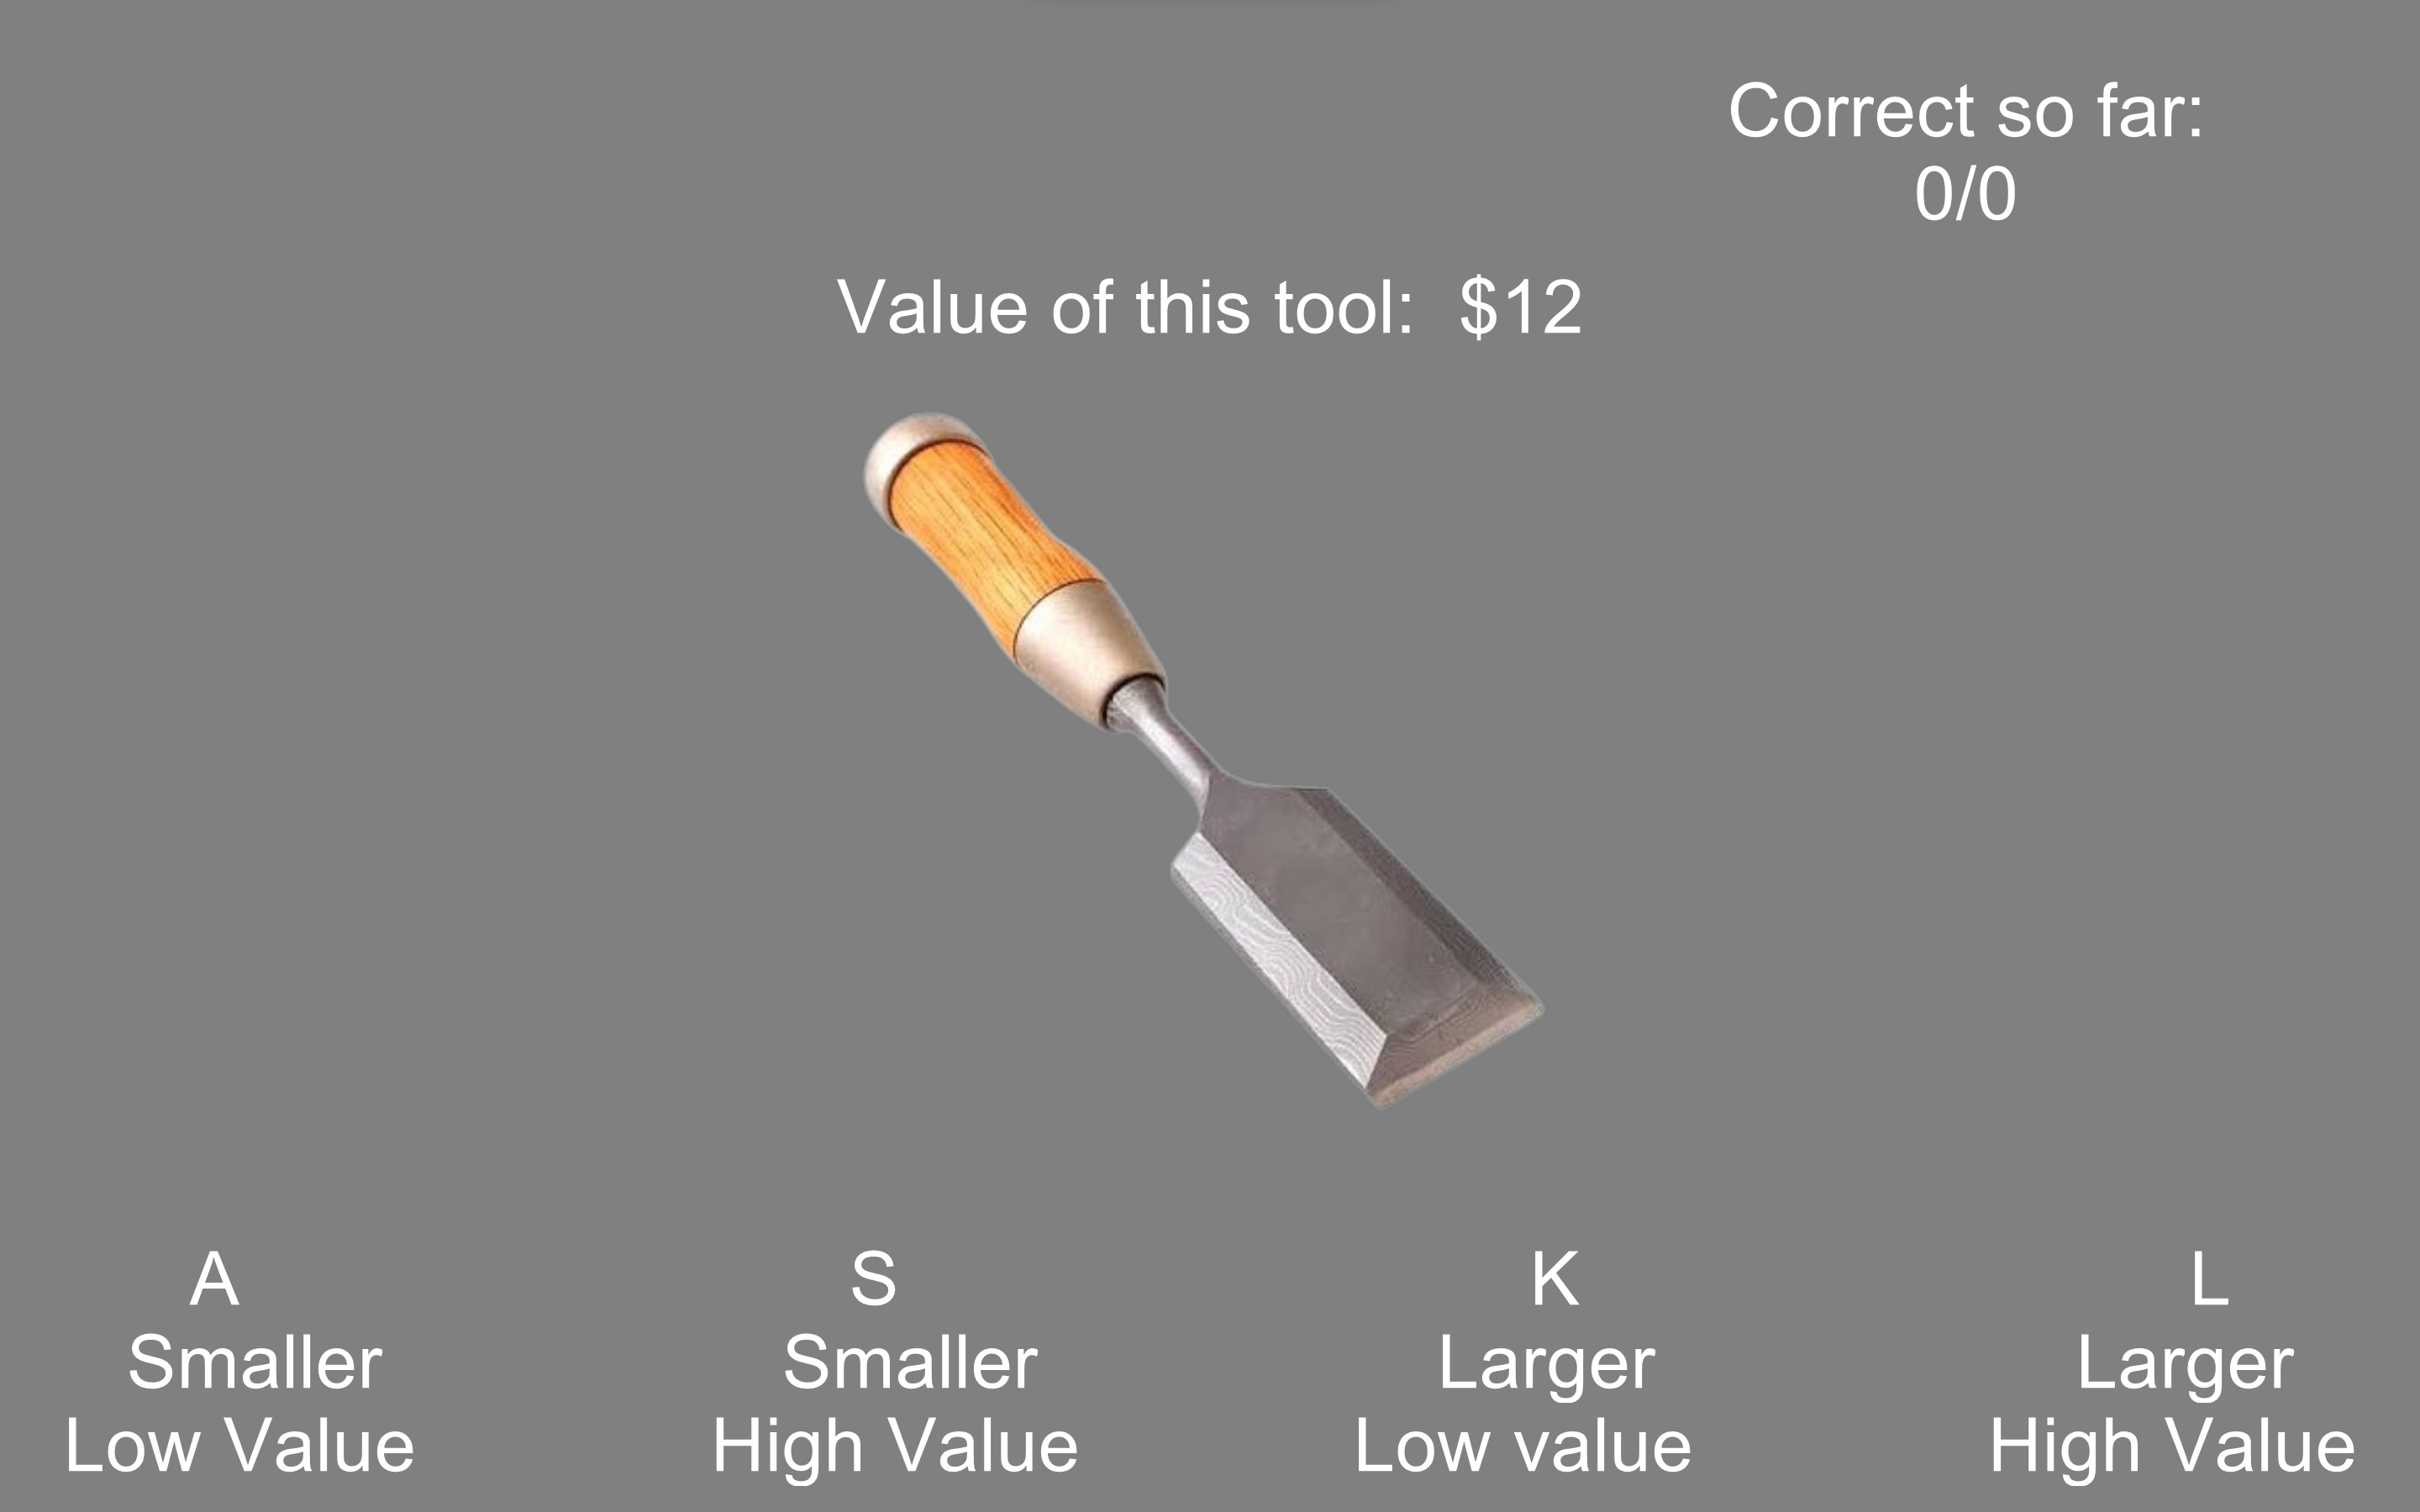 Correct so far:
0/0
Value of this tool: $12
A
Smaller
Low Value
S
Smaller
High Value
K
Larger
Low value
L
Larger
High Value